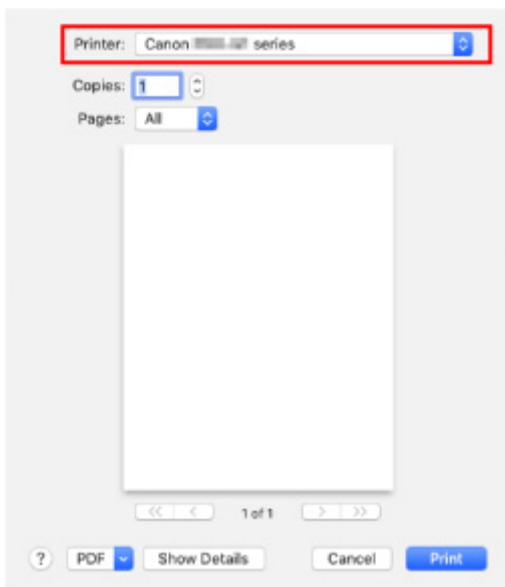 Printer: Canon series
Copies: 1
Pages: All
<< < 1 of 1 > >>
? PDF Show Details Cancel Print